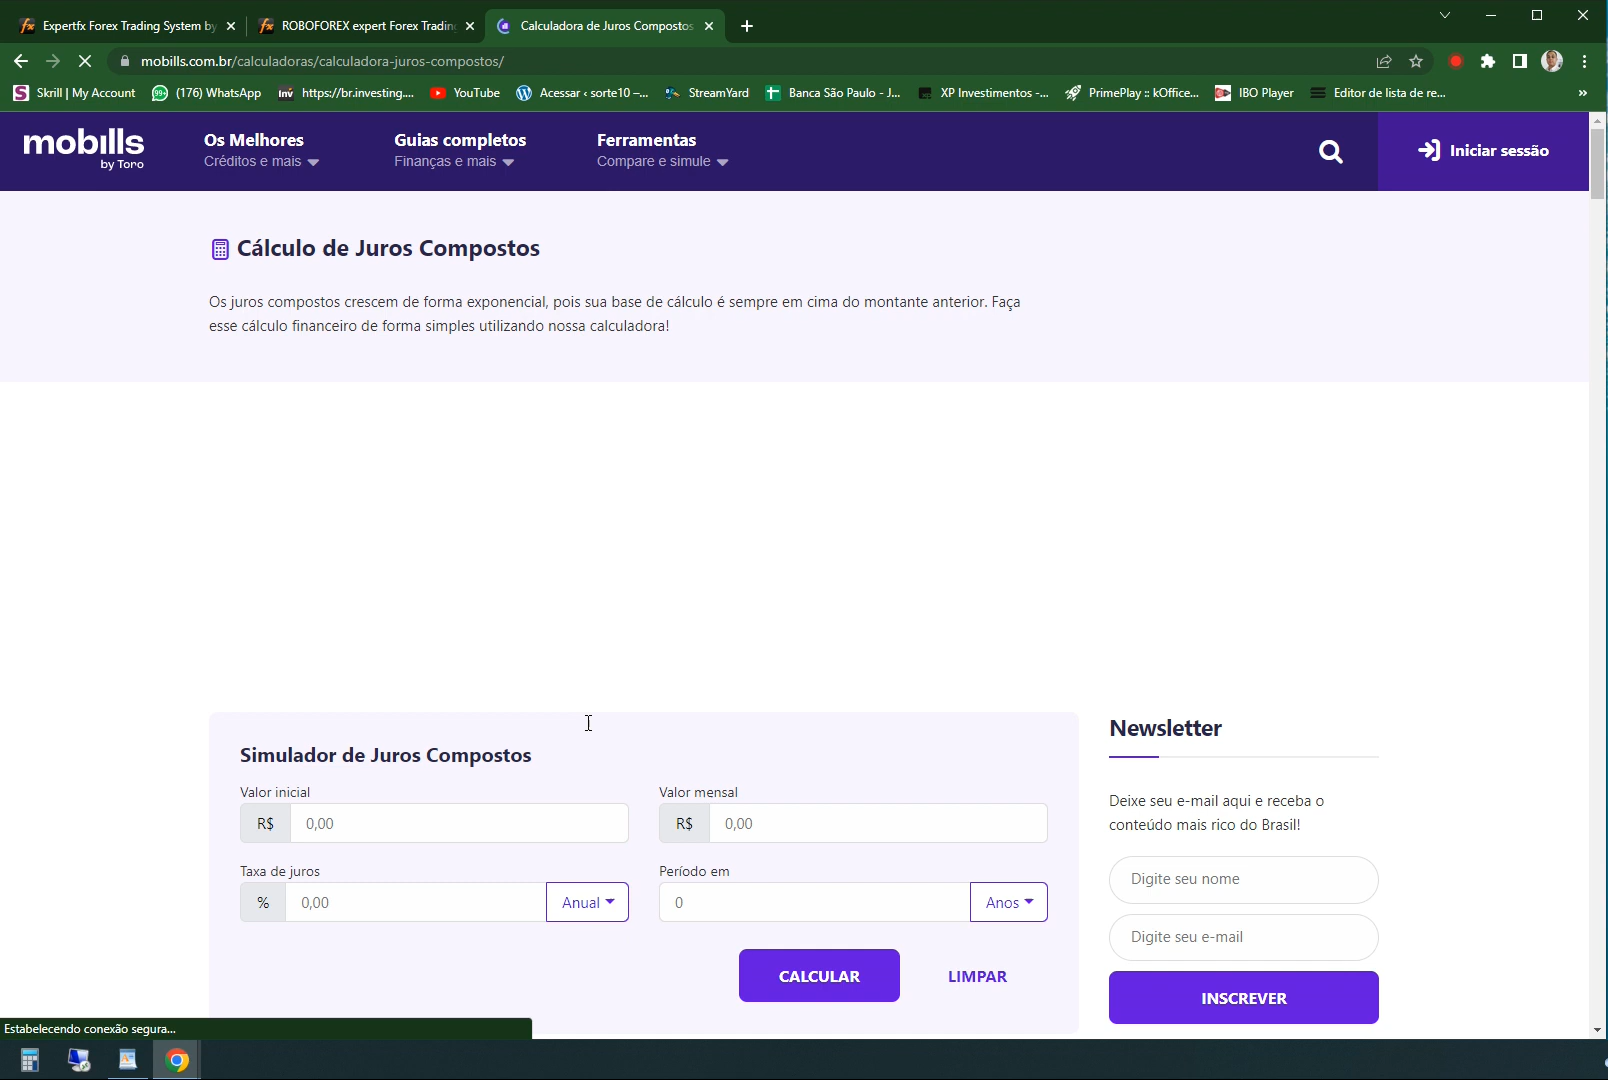 Expertfx Forex Trading System by
ROBOFOREX expert Forex Trading
Calculadora de Juros Compostos
mobills.com.br/calculadoras/calculadora-juros-compostos/
Skrill | My Account
(176) WhatsApp
https://br.investing....
YouTube
Acessar ‹ sorte10 —...
StreamYard
Banca São Paulo - J...
XP Investimentos -...
PrimePlay :: kOffice...
IBO Player
Editor de lista de re...
»
mobills
by Toro
Os Melhores
Créditos e mais
Guias completos
Finanças e mais
Ferramentas
Compare e simule
Iniciar sessão
Cálculo de Juros Compostos
Os juros compostos crescem de forma exponencial, pois sua base de cálculo é sempre em cima do montante anterior. Faça
esse cálculo financeiro de forma simples utilizando nossa calculadora!
Simulador de Juros Compostos
Valor inicial
R$ 0,00
Valor mensal
R$ 0,00
Taxa de juros
% 0,00 Anual
Período em
0 Anos
CALCULAR
LIMPAR
Newsletter
Deixe seu e-mail aqui e receba o
conteúdo mais rico do Brasil!
Digite seu nome
Digite seu e-mail
INSCREVER
Estabelecendo conexão segura...